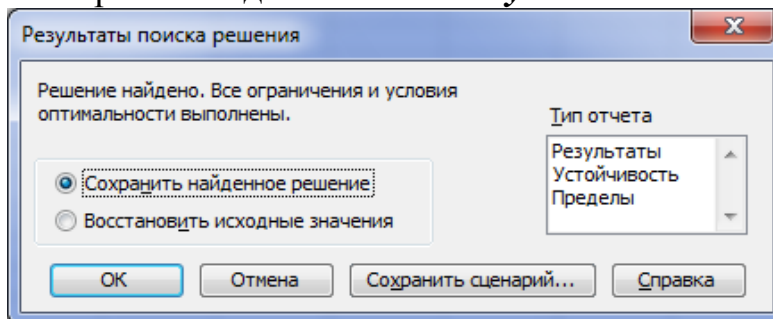 Результаты поиска решения
Решение найдено. Все ограничения и условия
оптимальности выполнены.
Тип отчета
Результаты
Устойчивость
Пределы
Сохранить найденное решение
Восстановить исходные значения
ОК
Отмена
Сохранить сценарий...
Справка